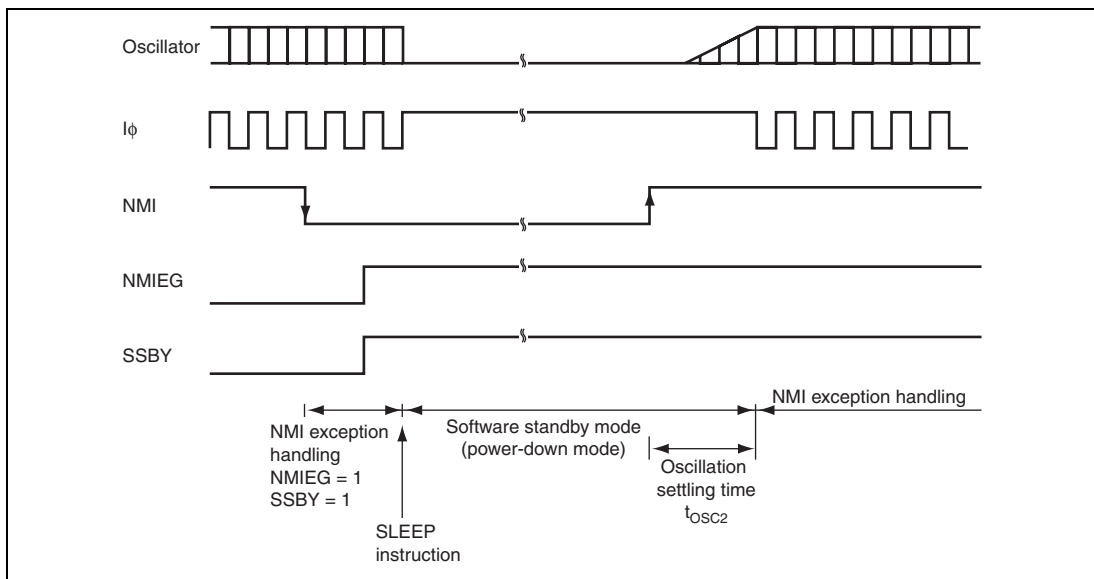 Oscillator
Iϕ
NMI
NMIEG
SSBY
NMI exception handling
NMI exception
handling
NMIEG = 1
SSBY = 1
Software standby mode
(power-down mode)
Oscillation
settling time
tOSC2
SLEEP
instruction